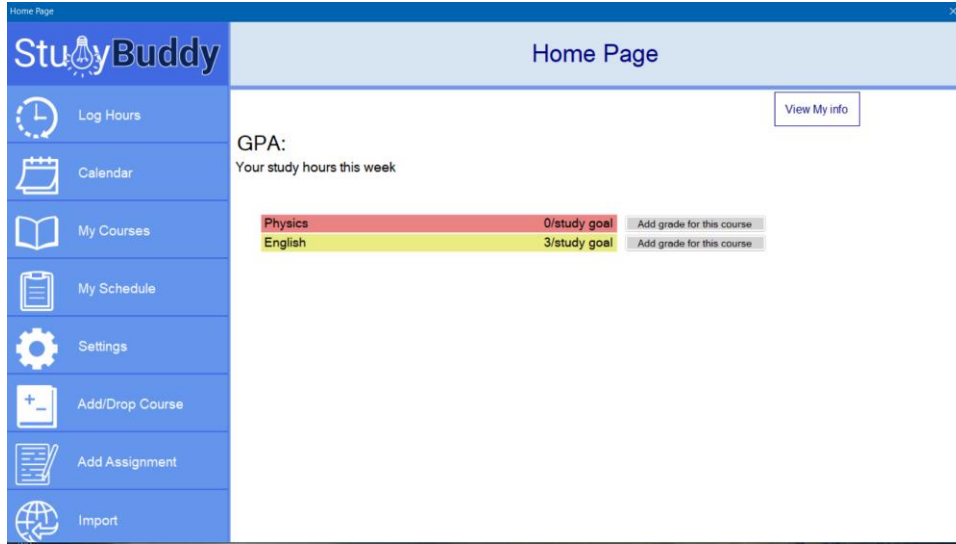 Home Page
StudyBuddy
Home Page
Log Hours
Calendar
My Courses
My Schedule
Settings
Add/Drop Course
Add Assignment
Import
View My info
GPA:
Your study hours this week
Physics 0/study goal Add grade for this course
English 3/study goal Add grade for this course